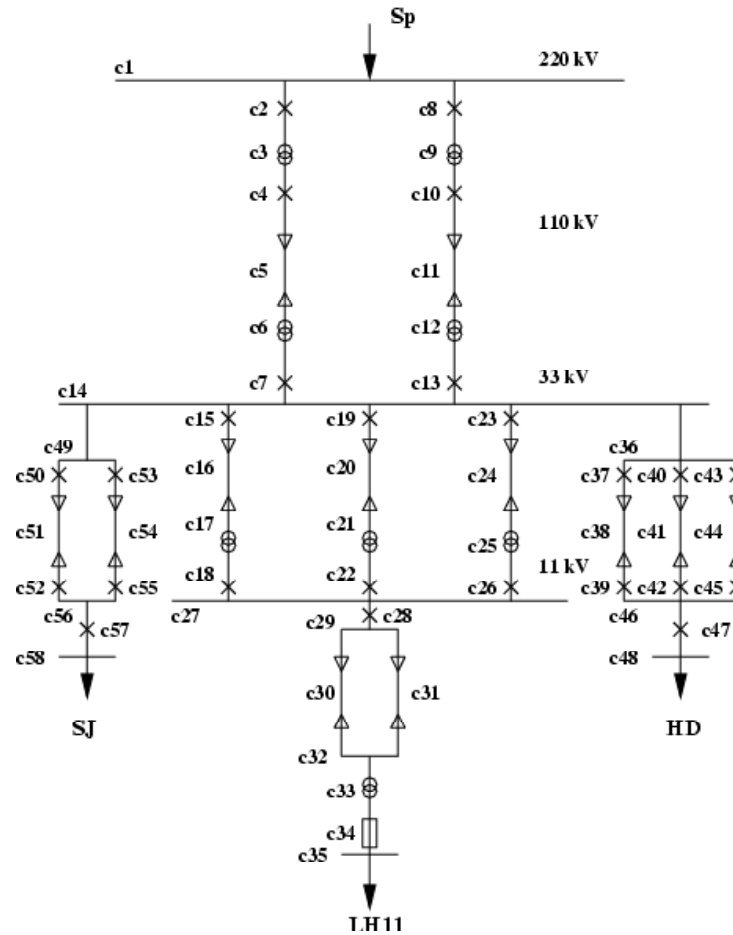 Sp
c1 220 kV
c2 c8
c3 c9
c4 c10
110 kV
c5 c11
c6 c12
c7 c13
c14 33 kV
c15 c19 c23
c49 c36
c50 c53 c37 c40 c43
c16 c20 c24
c51 c54 c17 c21 c25 c38 c41 c44
11 kV
c52 c55 c18 c22 c26 c39 c42 c45
c56 c27 c29 c28 c46
c57 c47
c58 c48
c30 c31
SJ HD
c32
c33
c34
c35
LH11